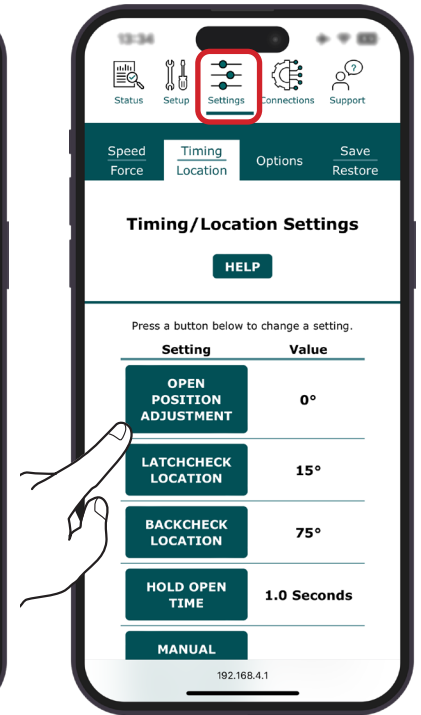 13:34
Status Setup Settings Connections Support
Speed Force
Timing Location
Options
Save Restore
Timing/Location Settings
HELP
Press a button below to change a setting.
Setting Value
OPEN
POSITION
ADJUSTMENT
0°
LATCHCHECK
LOCATION
15°
BACKCHECK
LOCATION
75°
HOLD OPEN
TIME
1.0 Seconds
MANUAL
192.168.4.1